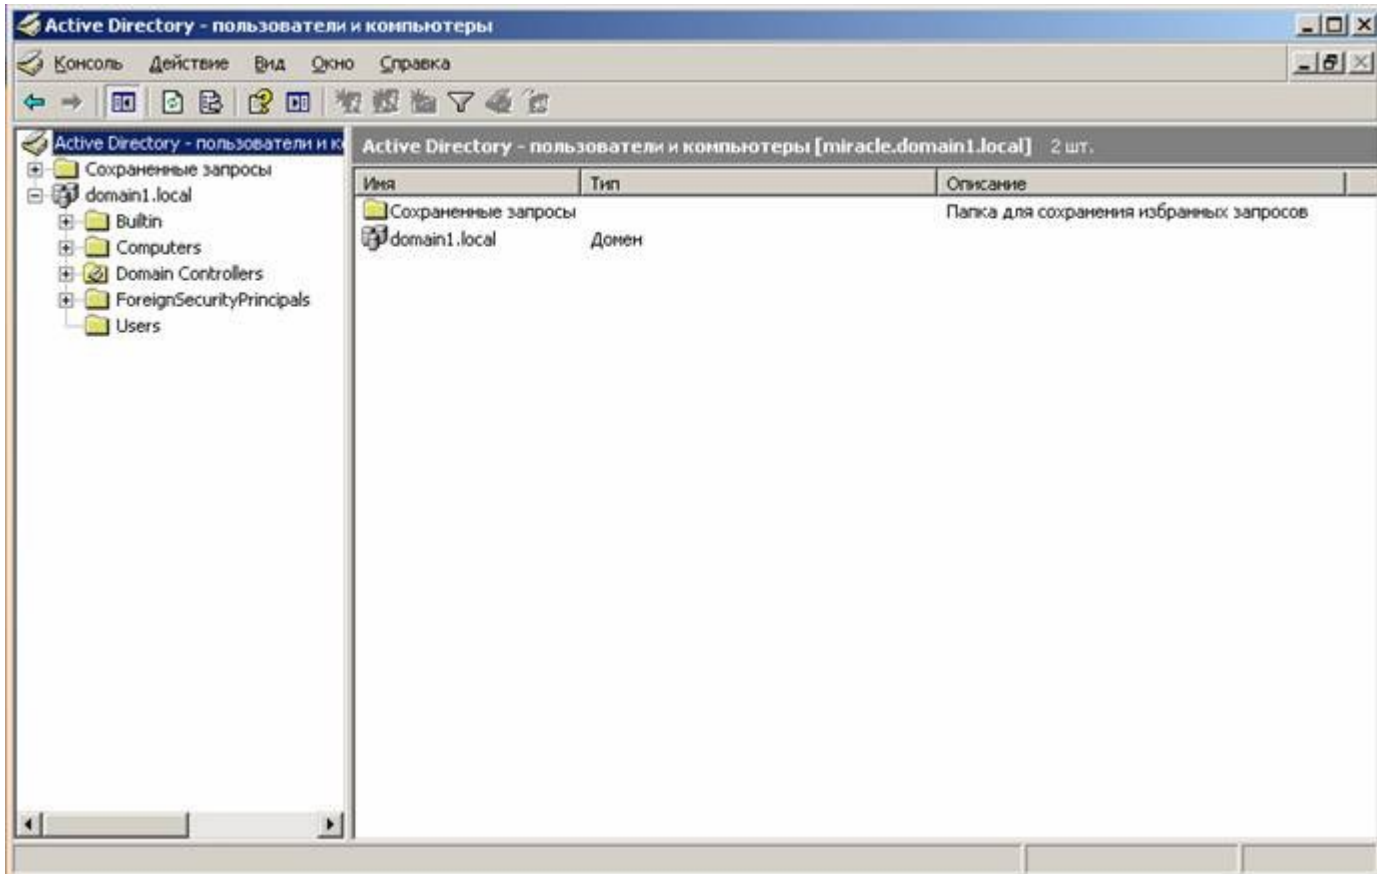 Active Directory - пользователи и компьютеры
Консоль Действие Вид Окно Справка
Active Directory - пользователи и к
Сохраненные запросы
domain1.local
Builtin
Computers
Domain Controllers
ForeignSecurityPrincipals
Users
Active Directory - пользователи и компьютеры [miracle.domain1.local] 2 шт.
Имя Тип Описание
Сохраненные запросы Папка для сохранения избранных запросов
domain1.local Домен